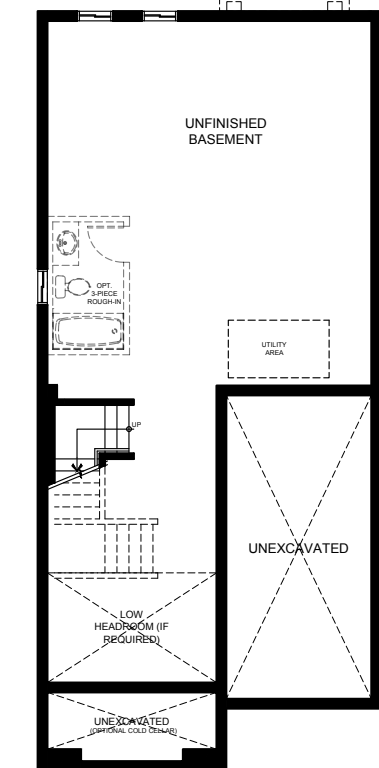 UNFINISHED
BASEMENT
OPT.
3-PIECE
ROUGH-IN
UTILITY
AREA
UP
UNEXCAVATED
LOW
HEADROOM (IF
REQUIRED)
UNEXCAVATED
(OPTIONAL COLD CELLAR)